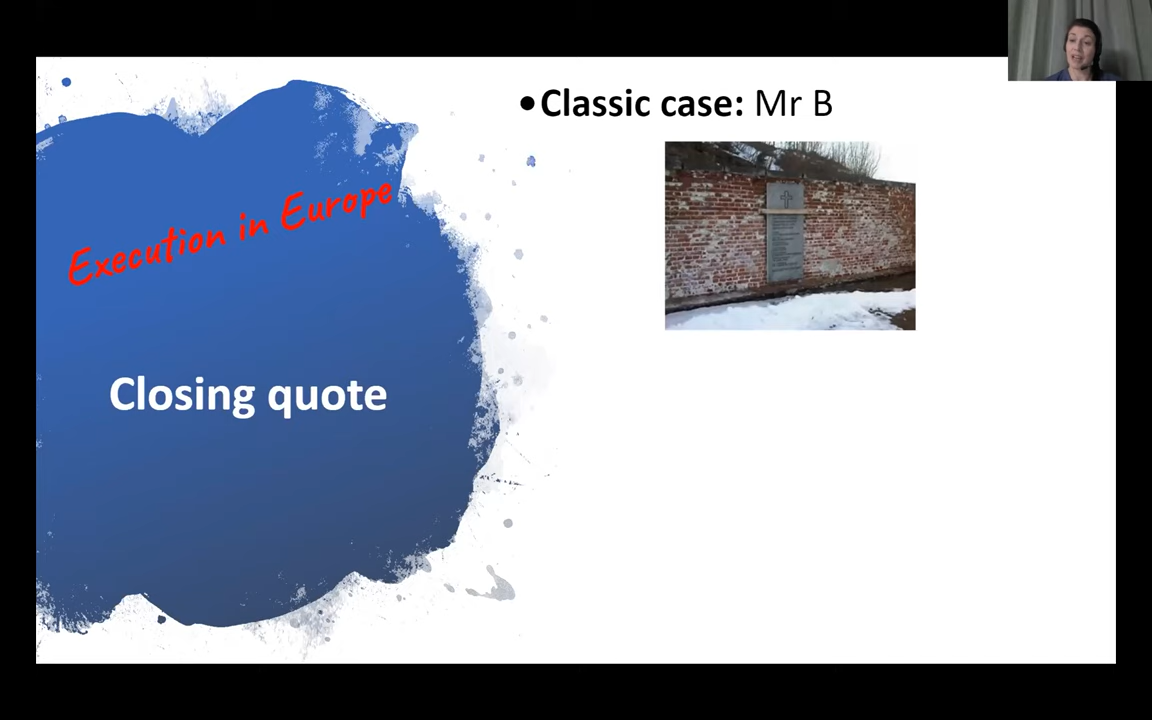 •Classic case: Mr B
Execution in Europe
Closing quote